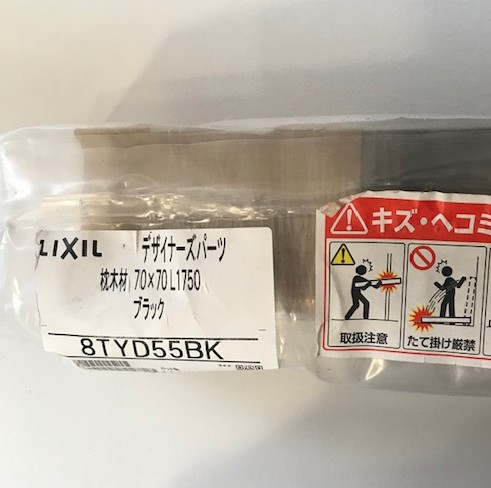 LIXIL デザイナーズパーツ
枕木材 70×70 L1750
ブラック
8TYD55BK
キズ・ヘコミ
取扱注意
たて掛け厳禁